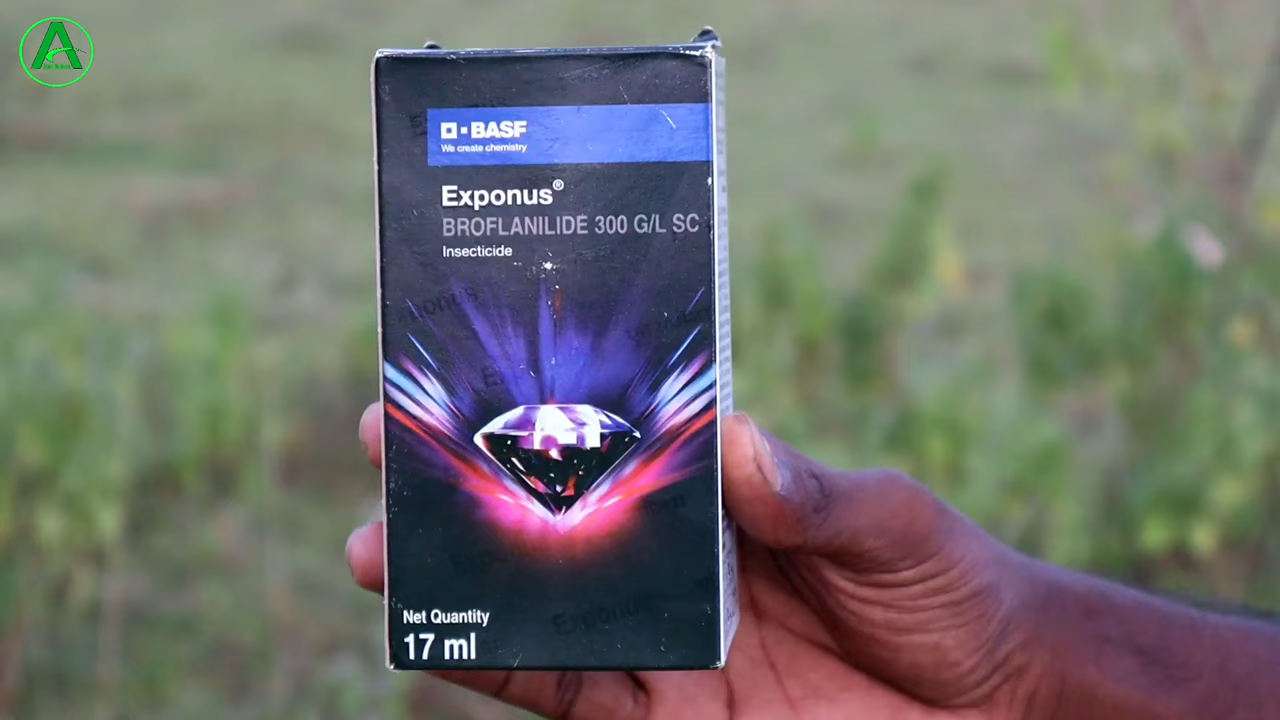 BASF
We create chemistry
Exponus®
BROFLANILIDE 300 G/L SC
Insecticide
Net Quantity
17 ml